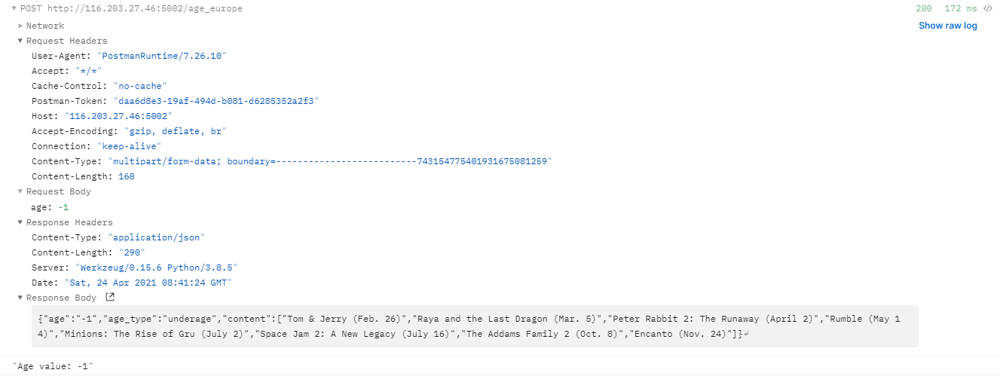 POST http://116.203.27.46:5002/age_europe 200 172 ms
Network Show raw log
Request Headers
User-Agent: "PostmanRuntime/7.26.10"
Accept: "*/*"
Cache-Control: "no-cache"
Postman-Token: "daa6d8e3-19af-494d-b081-d6285352a2f3"
Host: "116.203.27.46:5002"
Accept-Encoding: "gzip, deflate, br"
Connection: "keep-alive"
Content-Type: "multipart/form-data; boundary=--------------------------743154775401931675081259"
Content-Length: 160
Request Body
age: -1
Response Headers
Content-Type: "application/json"
Content-Length: "290"
Server: "Werkzeug/0.15.6 Python/3.8.5"
Date: "Sat, 24 Apr 2021 08:41:24 GMT"
Response Body
{"age":"-1","age_type":"underage","content":["Tom & Jerry (Feb. 26)","Raya and the Last Dragon (Mar. 5)","Peter Rabbit 2: The Runaway (April 2)","Rumble (May 1
4)","Minions: The Rise of Gru (July 2)","Space Jam 2: A New Legacy (July 16)","The Addams Family 2 (Oct. 8)","Encanto (Nov. 24)"]}↵
"Age value: -1"